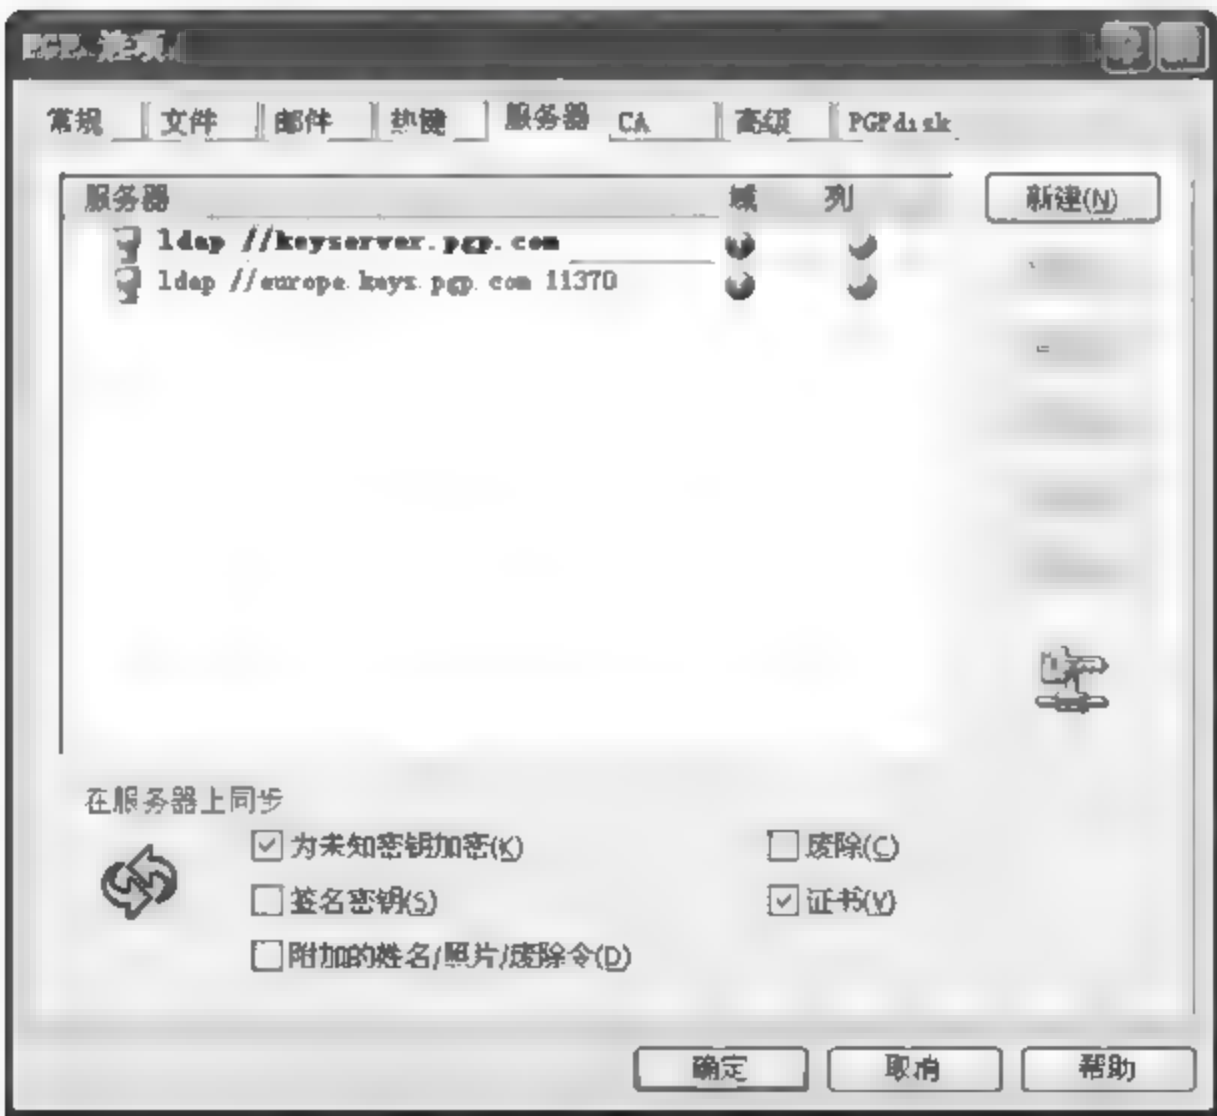 PGP 选项
常规 文件 邮件 热键 服务器 CA 高级 PGPdisk
服务器 域 列
新建(N)
ldap //keyserver.pgp.com
ldap //europe keys pgp com 11370
在服务器上同步
为未知密钥加密(K) 废除(C)
签名密钥(S) 证书(V)
附加的姓名/照片/废除令(D)
确定 取消 帮助